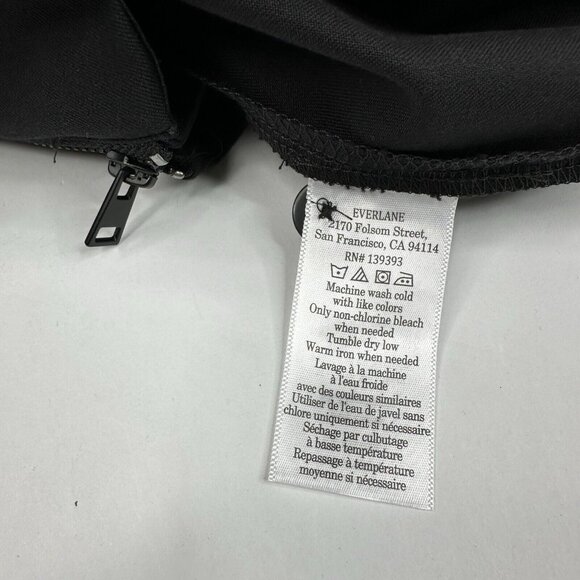 EVERLANE
2170 Folsom Street,
San Francisco, CA 94114
RN# 139393
Machine wash cold
with like colors
Only non-chlorine bleach
when needed
Tumble dry low
Warm iron when needed
Lavage à la machine
à l'eau froide
avec des couleurs similaires
Utiliser de l'eau de javel sans
chlore uniquement si nécessaire
Séchage par culbutage
à basse température
Repassage à température
moyenne si nécessaire